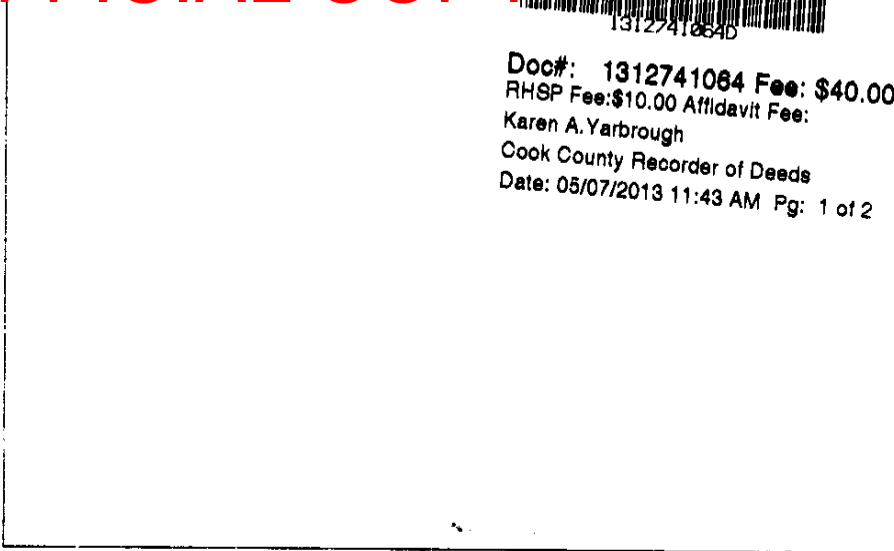 1312741064D
Doc#: 1312741064 Fee: $40.00
RHSP Fee:$10.00 Affidavit Fee:
Karen A.Yarbrough
Cook County Recorder of Deeds
Date: 05/07/2013 11:43 AM Pg: 1 of 2